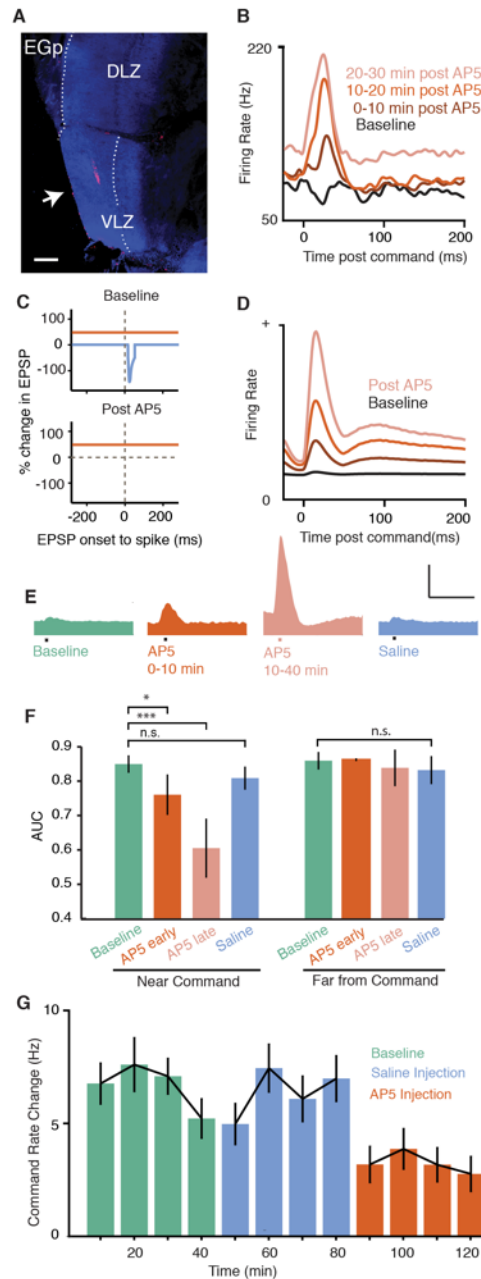 A
EGp
DLZ
VLZ
B
220
50
Firing Rate (Hz)
20-30 min post AP5
10-20 min post AP5
0-10 min post AP5
Baseline
0 100 200
Time post command (ms)
C
Baseline
100
0
-100
Post AP5
100
0
-100
% change in EPSP
-200 0 200
EPSP onset to spike (ms)
D
+
0
Firing Rate
Post AP5
Baseline
0 100 200
Time post command(ms)
E
Baseline
AP5
0-10 min
AP5
10-40 min
Saline
F
*
***
n.s.
n.s.
0.9
0.8
0.7
0.6
0.5
0.4
AUC
Baseline
AP5 early
AP5 late
Saline
Baseline
AP5 early
AP5 late
Saline
Near Command
Far from Command
G
10
5
0
Command Rate Change (Hz)
Baseline
Saline Injection
AP5 Injection
20 40 60 80 100 120
Time (min)